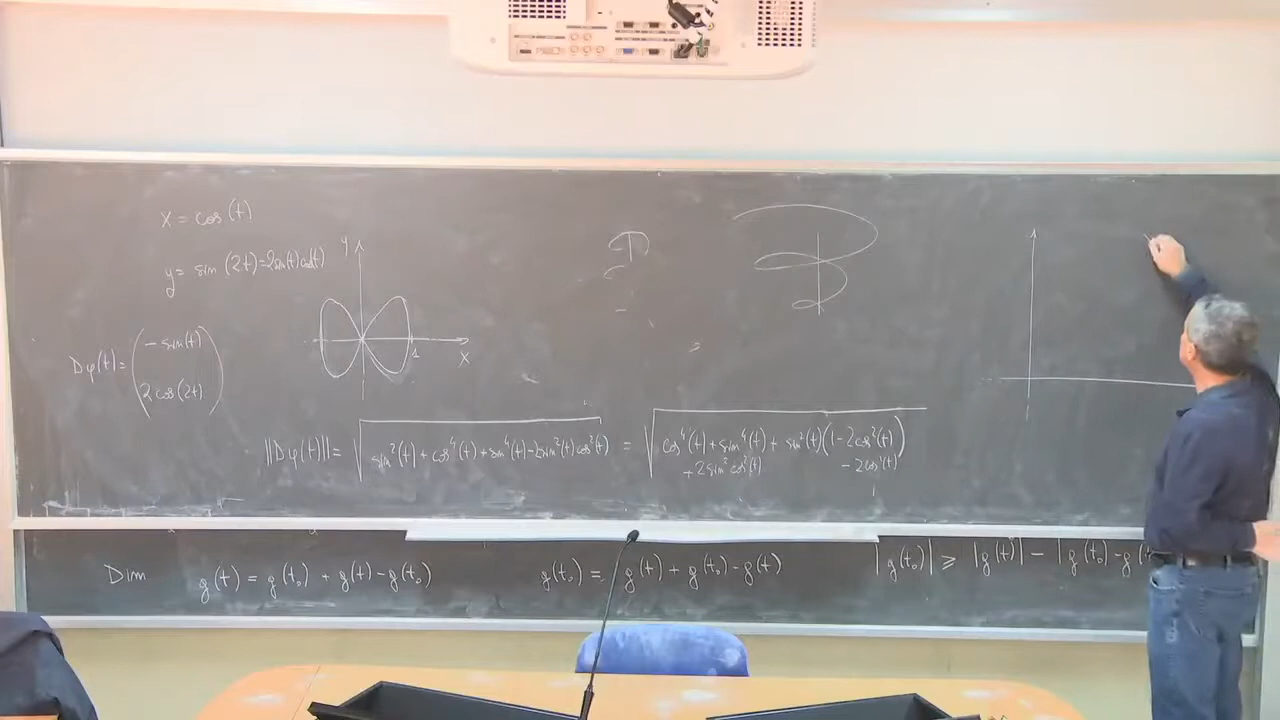 x = cos(t)
y = sin(2t)=2sin(t)cos(t)
y
1
x
Dφ(t)= ( -sin(t)
2cos(2t) )
||Dφ(t)|| = √(sin²(t) + cos⁴(t) + sin⁴(t) - 2sin²(t)cos²(t)) = √(cos⁴(t) + sin⁴(t) + sin²(t)(1-2cos²(t))
+2sin²cos²(t) - 2cos²(t))
Dim g(t) = g(t₀) + g(t) - g(t₀) g(t₀) = g(t) + g(t₀) - g(t) |g(t₀)| ⩾ |g(t)| - |g(t₀) - g(t